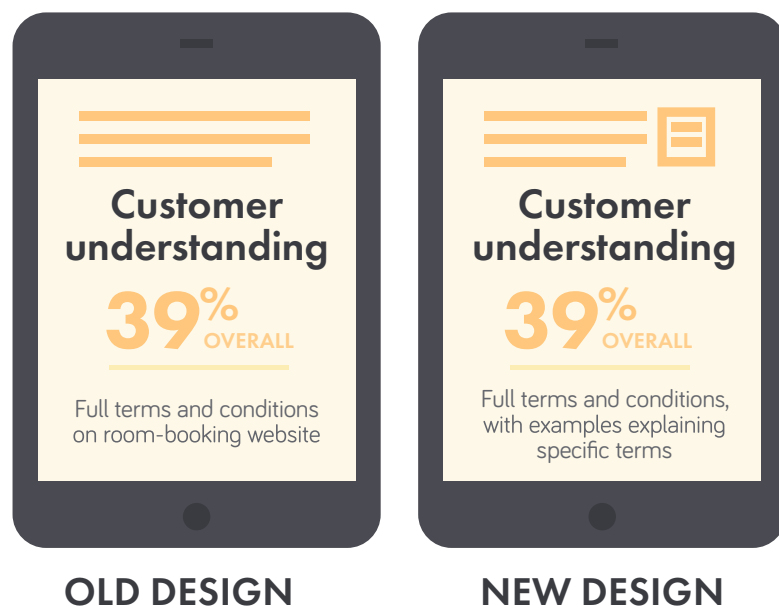 Customer
understanding
39%
OVERALL
Full terms and conditions
on room-booking website
OLD DESIGN
Customer
understanding
39%
OVERALL
Full terms and conditions,
with examples explaining
specific terms
NEW DESIGN